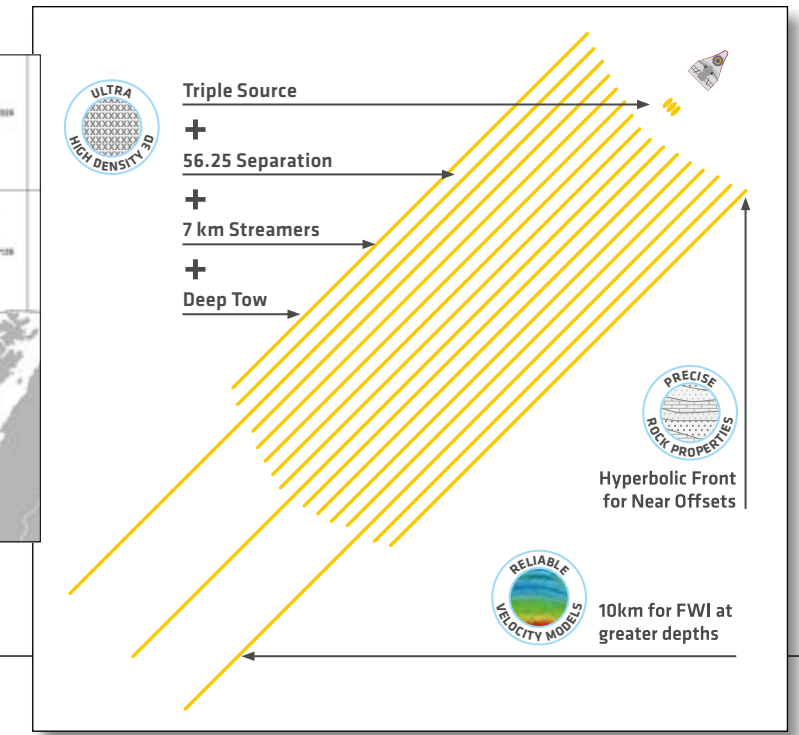 ULTRA
HIGH DENSITY 3D
Triple Source
+
56.25 Separation
+
7 km Streamers
+
Deep Tow
PRECISE
ROCK PROPERTIES
Hyperbolic Front
for Near Offsets
RELIABLE
VELOCITY MODELS
10km for FWI at
greater depths